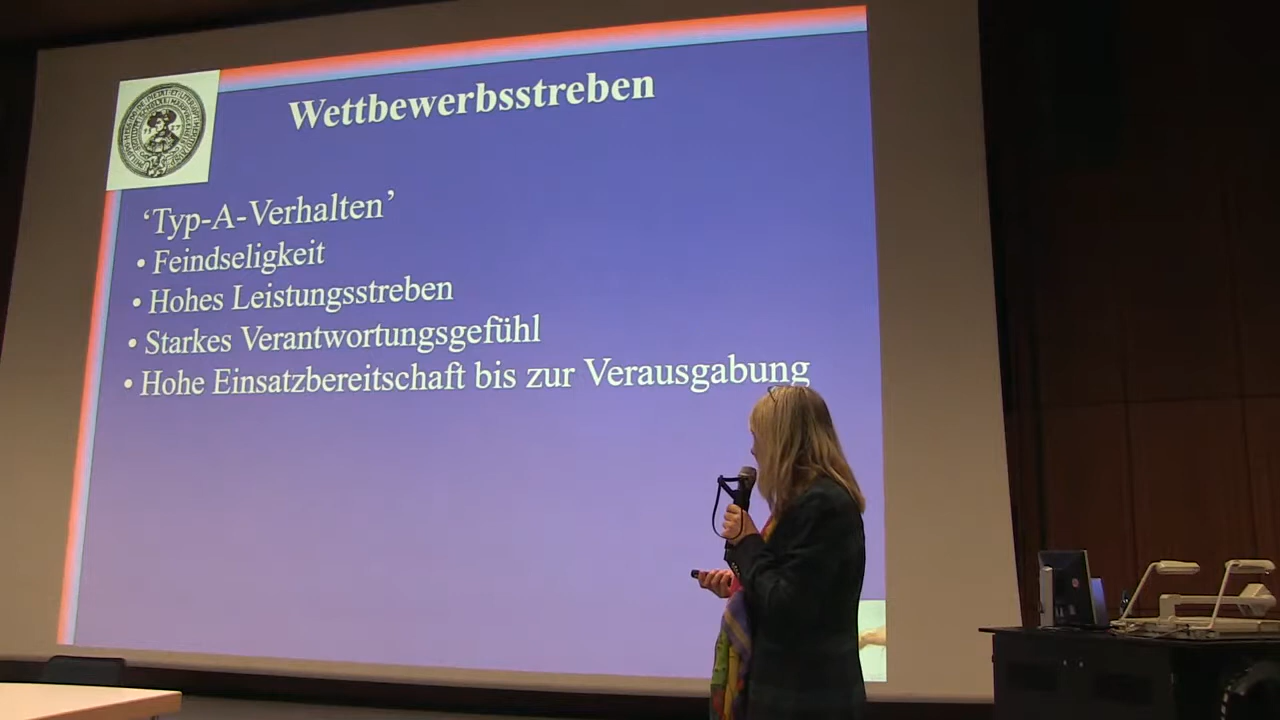 Wettbewerbsstreben
‘Typ-A-Verhalten’
• Feindseligkeit
• Hohes Leistungsstreben
• Starkes Verantwortungsgefühl
• Hohe Einsatzbereitschaft bis zur Verausgabung